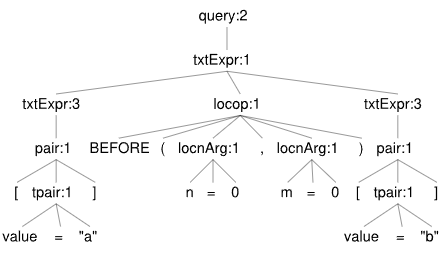 query:2
txtExpr:1
txtExpr:3 locop:1 txtExpr:3
pair:1 BEFORE ( locnArg:1 , locnArg:1 ) pair:1
[ tpair:1 ] n = 0 m = 0 [ tpair:1 ]
value = "a" value = "b"